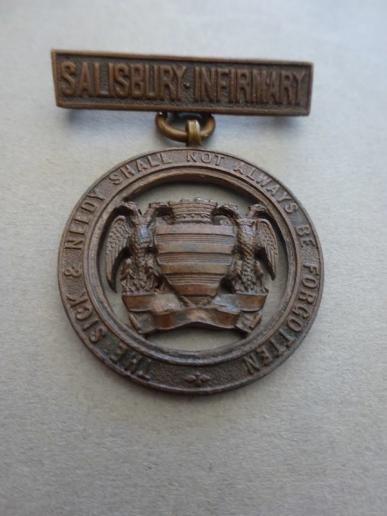 SALISBURY·INFIRMARY
THE SICK & NEEDY SHALL NOT ALWAYS BE FORGOTTEN